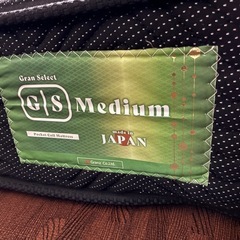 Gran Select
G|S Medium
Pocket Coil Mattress
made in
JAPAN